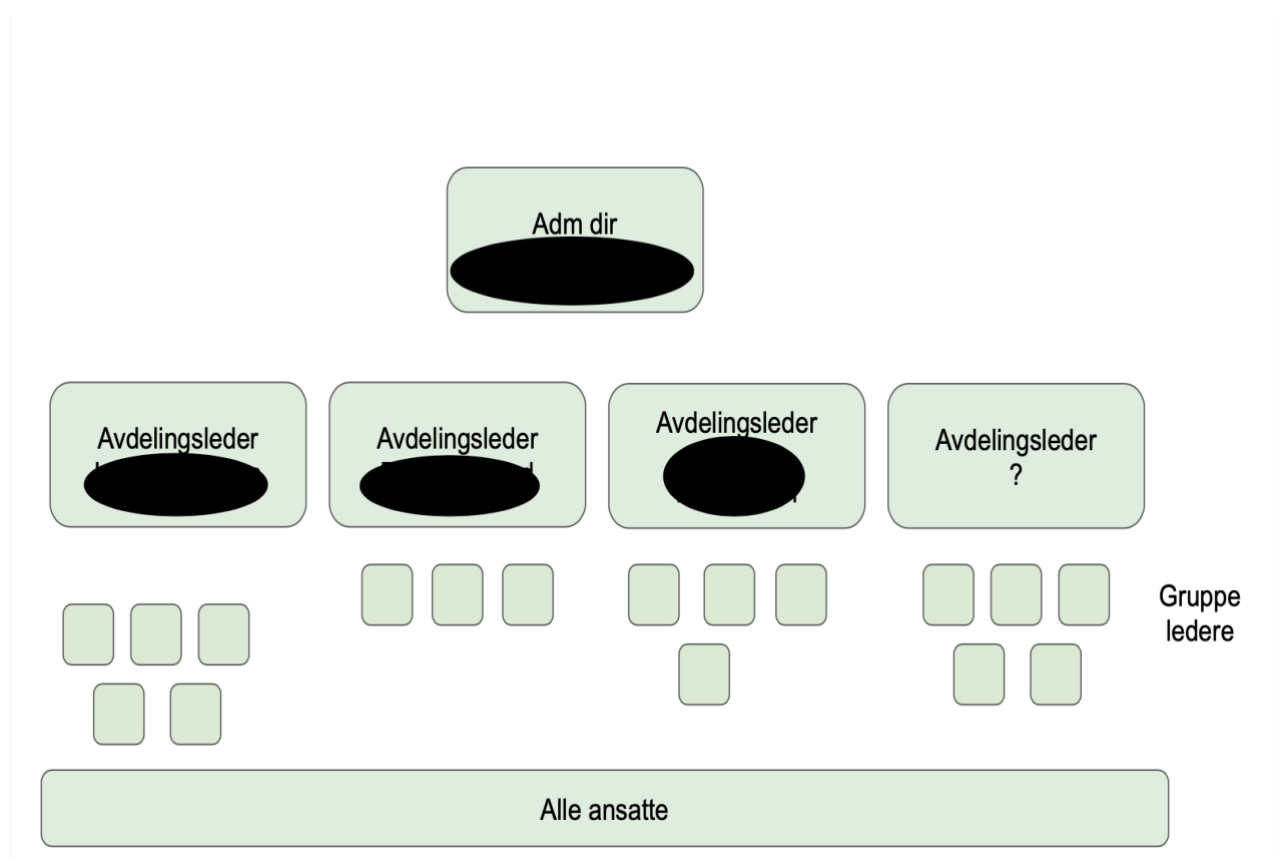 Adm dir
Avdelingsleder
Avdelingsleder
Avdelingsleder
Avdelingsleder
?
Gruppe
ledere
Alle ansatte